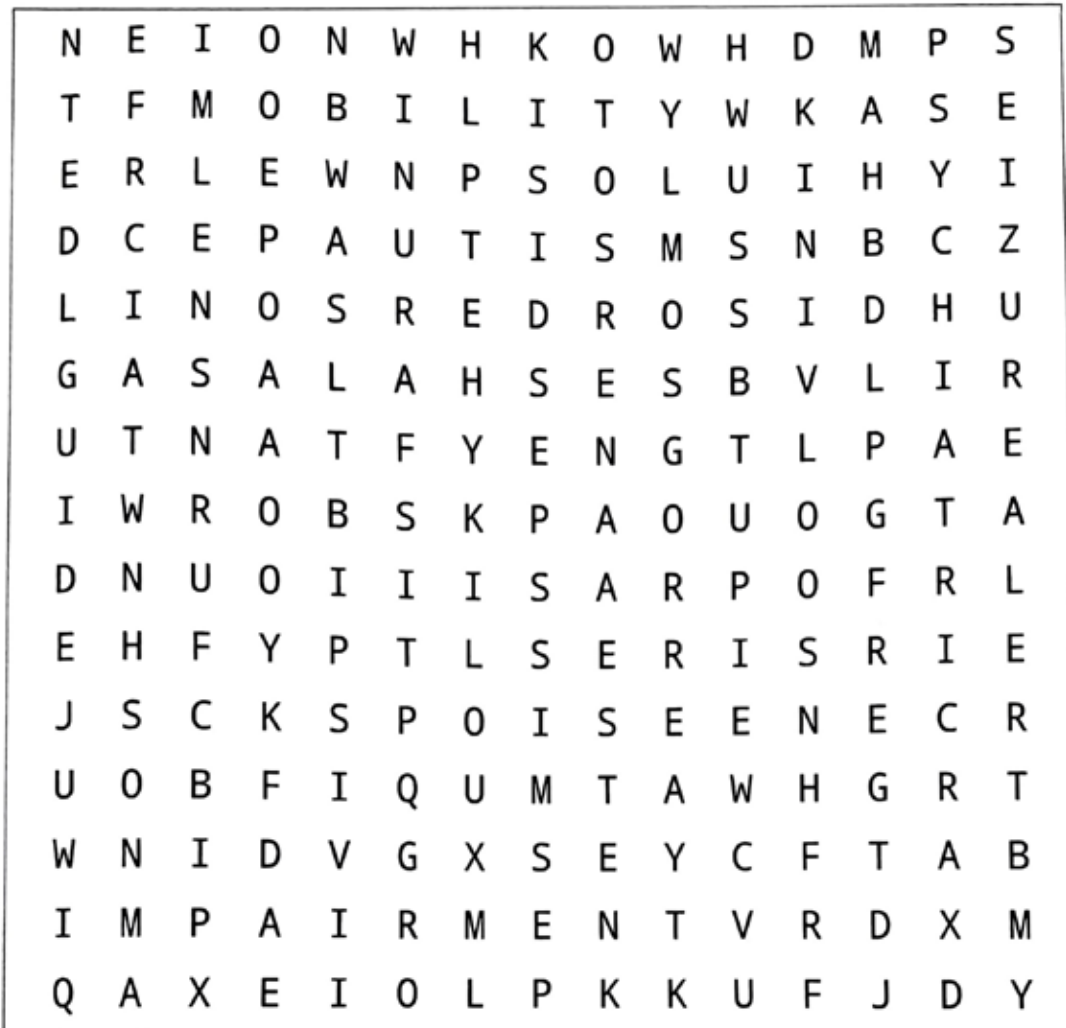 N E I O N W H K O W H D M P S
T F M O B I L I T Y W K A S E
E R L E W N P S O L U I H Y I
D C E P A U T I S M S N B C Z
L I N O S R E D R O S I D H U
G A S A L A H S E S B V L I R
U T N A T F Y E N G T L P A E
I W R O B S K P A O U O G T A
D N U O I I I S A R P O F R L
E H F Y P T L S E R I S R I E
J S C K S P O I S E E N E C R
U O B F I Q U M T A W H G R T
W N I D V G X S E Y C F T A B
I M P A I R M E N T V R D X M
Q A X E I O L P K K U F J D Y